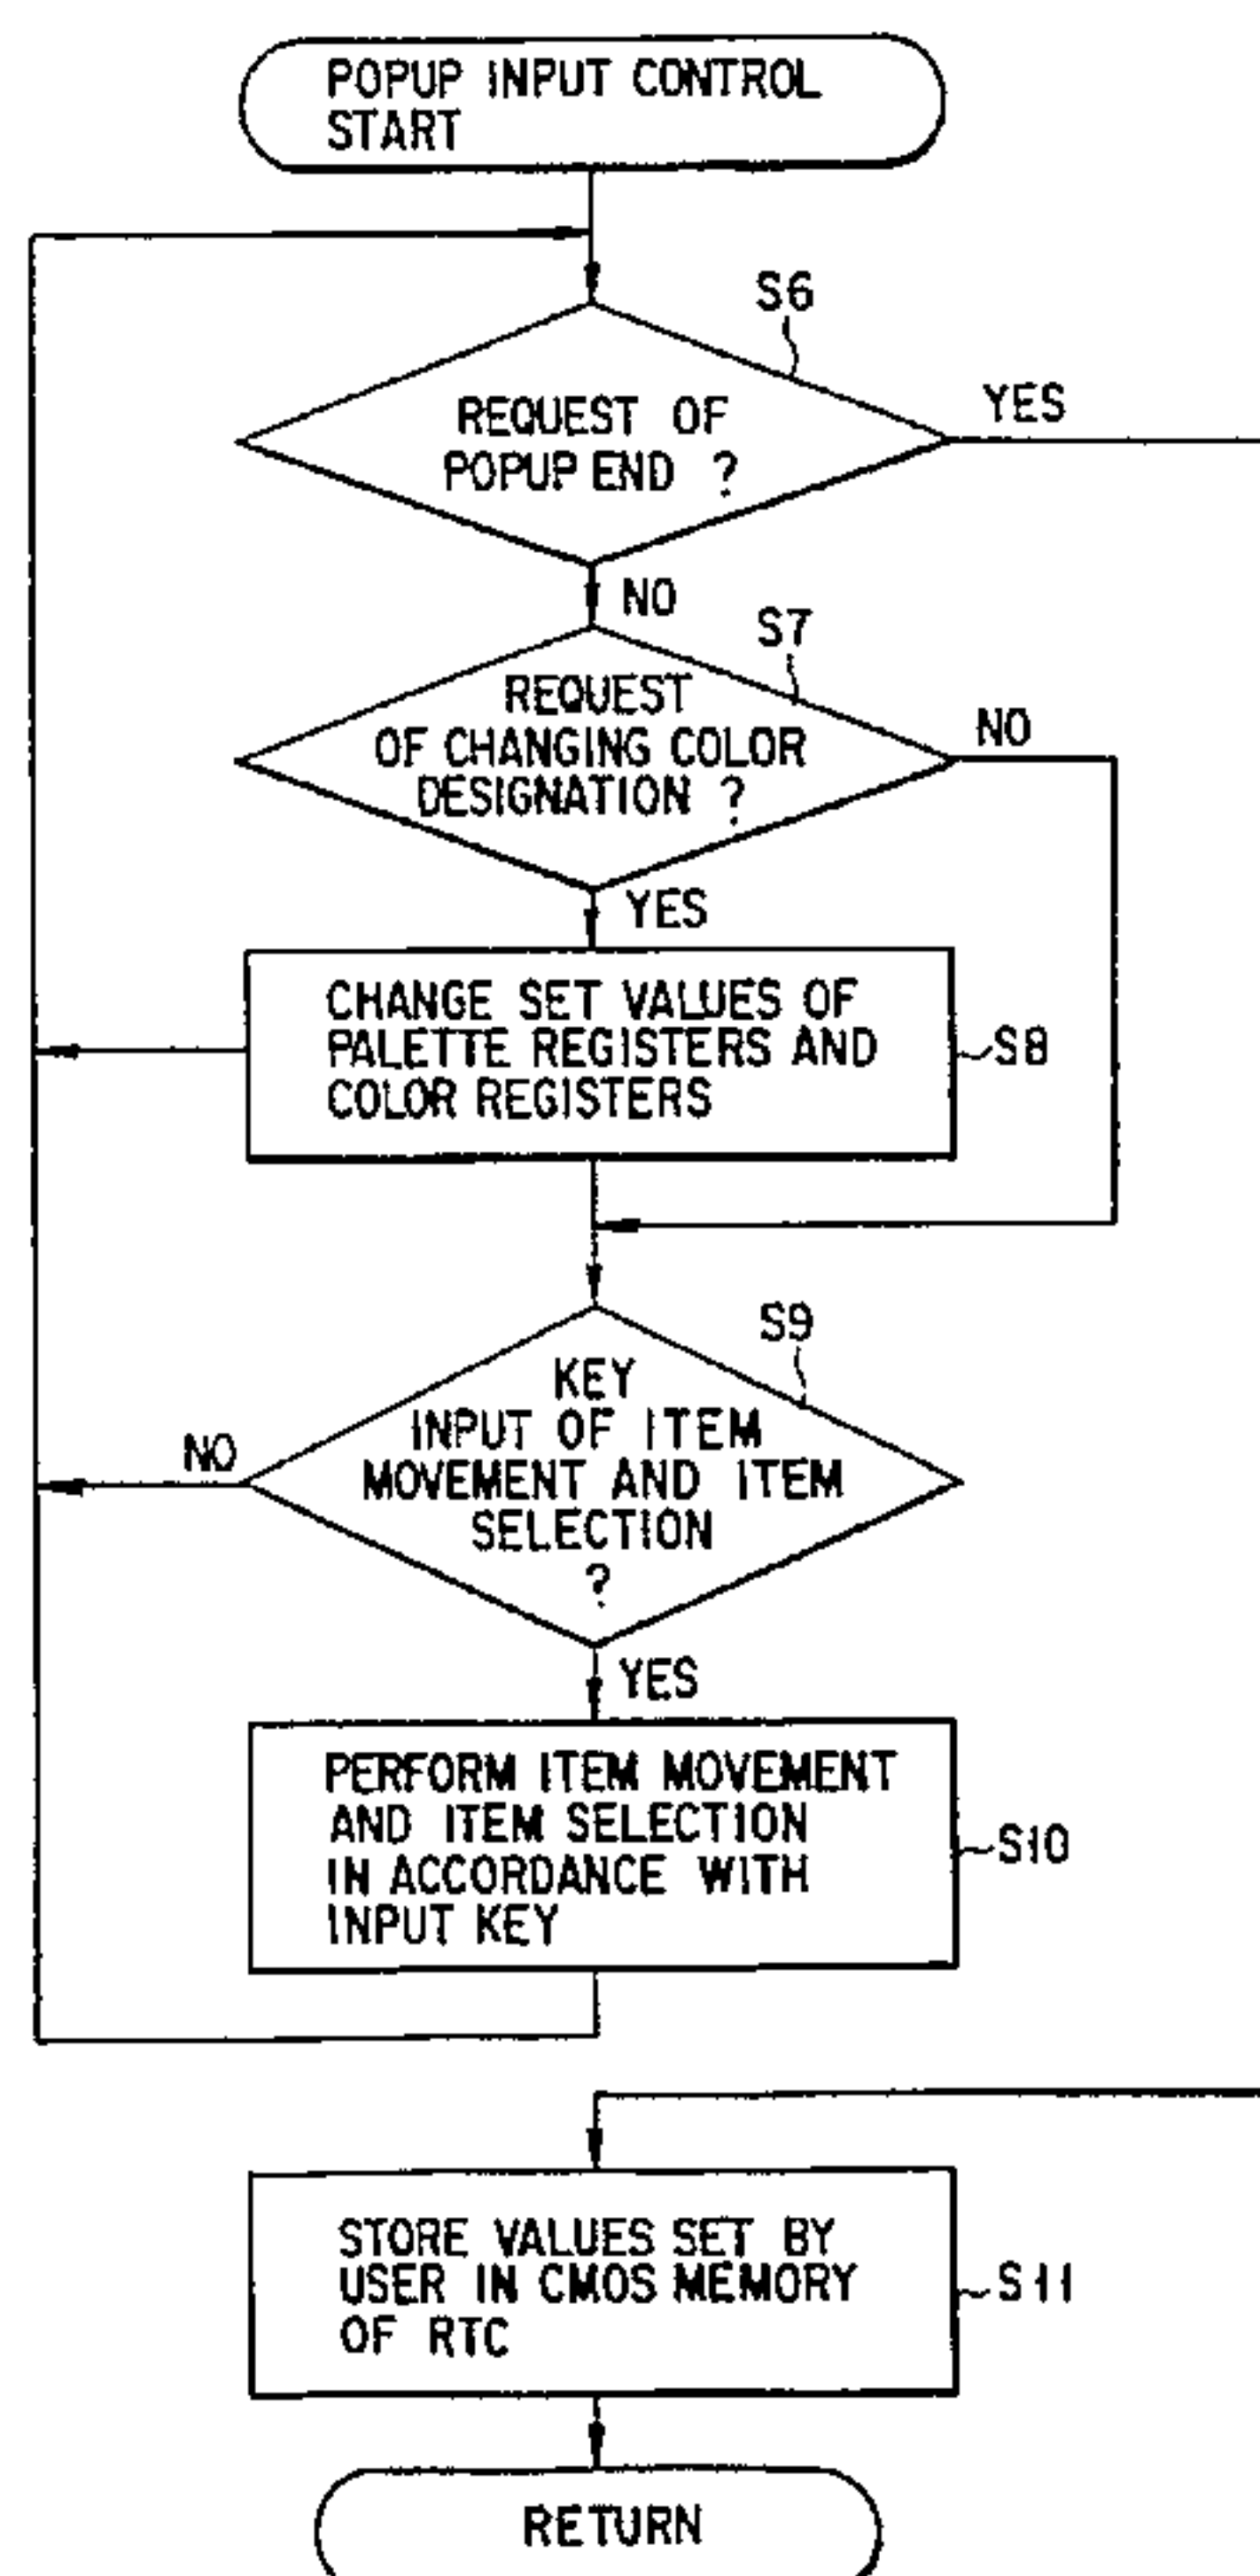 POPUP INPUT CONTROL
START
S6
REQUEST OF
POPUP END ?
YES
NO
S7
REQUEST
OF CHANGING COLOR
DESIGNATION ?
NO
YES
CHANGE SET VALUES OF
PALETTE REGISTERS AND
COLOR REGISTERS
S8
S9
KEY
INPUT OF ITEM
MOVEMENT AND ITEM
SELECTION
?
NO
YES
PERFORM ITEM MOVEMENT
AND ITEM SELECTION
IN ACCORDANCE WITH
INPUT KEY
S10
STORE VALUES SET BY
USER IN CMOS MEMORY
OF RTC
S11
RETURN